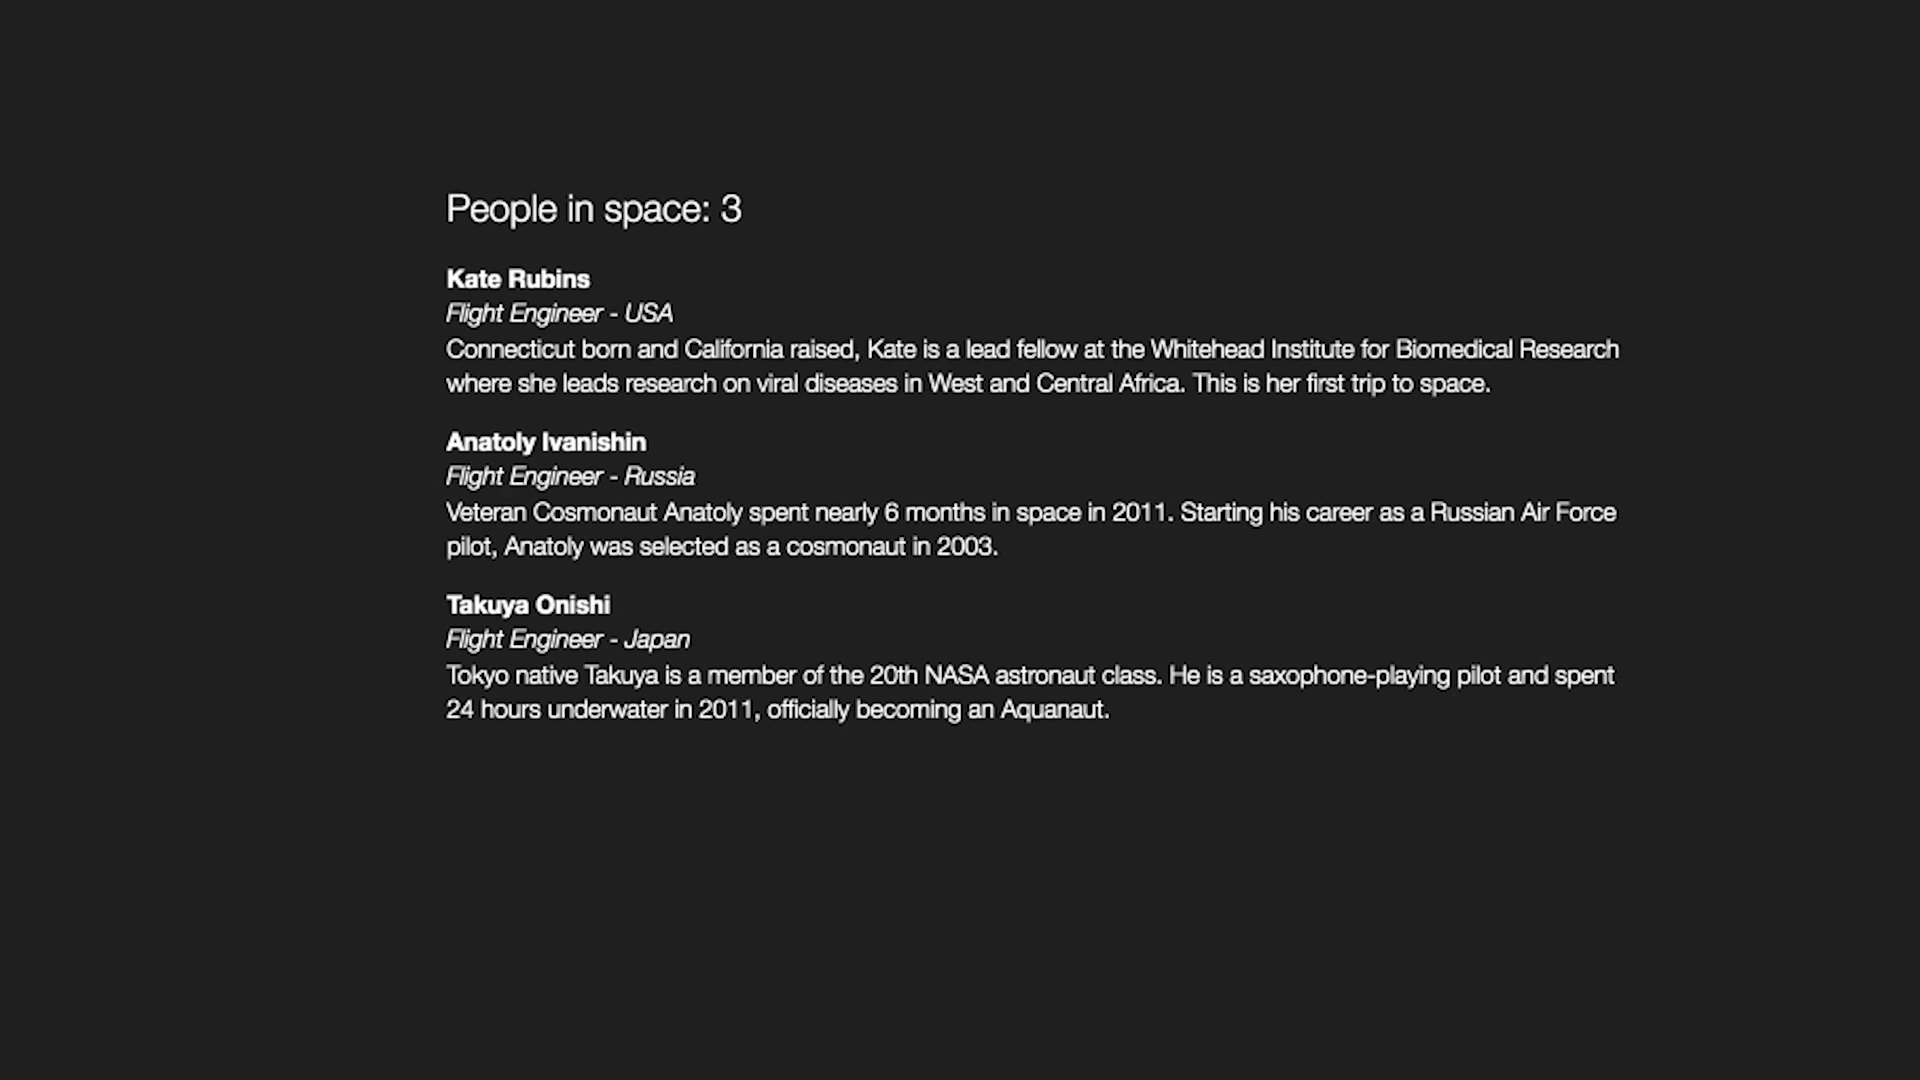 People in space: 3
Kate Rubins
Flight Engineer - USA
Connecticut born and California raised, Kate is a lead fellow at the Whitehead Institute for Biomedical Research
where she leads research on viral diseases in West and Central Africa. This is her first trip to space.
Anatoly Ivanishin
Flight Engineer - Russia
Veteran Cosmonaut Anatoly spent nearly 6 months in space in 2011. Starting his career as a Russian Air Force
pilot, Anatoly was selected as a cosmonaut in 2003.
Takuya Onishi
Flight Engineer - Japan
Tokyo native Takuya is a member of the 20th NASA astronaut class. He is a saxophone-playing pilot and spent
24 hours underwater in 2011, officially becoming an Aquanaut.